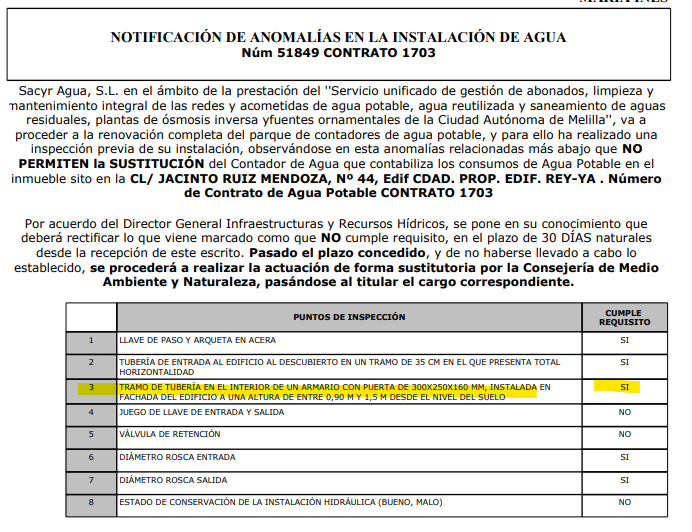 MARIA INES
NOTIFICACIÓN DE ANOMALÍAS EN LA INSTALACIÓN DE AGUA
Núm 51849 CONTRATO 1703
Sacyr Agua, S.L. en el ámbito de la prestación del "Servicio unificado de gestión de abonados, limpieza y
mantenimiento integral de las redes y acometidas de agua potable, agua reutilizada y saneamiento de aguas
residuales, plantas de ósmosis inversa yfuentes ornamentales de la Ciudad Autónoma de Melilla", va a
proceder a la renovación completa del parque de contadores de agua potable, y para ello ha realizado una
inspección previa de su instalación, observándose en esta anomalías relacionadas más abajo que NO
PERMITEN la SUSTITUCIÓN del Contador de Agua que contabiliza los consumos de Agua Potable en el
inmueble sito en la CL/ JACINTO RUIZ MENDOZA, Nº 44, Edif CDAD. PROP. EDIF. REY-YA . Número
de Contrato de Agua Potable CONTRATO 1703
Por acuerdo del Director General Infraestructuras y Recursos Hídricos, se pone en su conocimiento que
deberá rectificar lo que viene marcado como que NO cumple requisito, en el plazo de 30 DÍAS naturales
desde la recepción de este escrito. Pasado el plazo concedido, y de no haberse llevado a cabo lo
establecido, se procederá a realizar la actuación de forma sustitutoria por la Consejería de Medio
Ambiente y Naturaleza, pasándose al titular el cargo correspondiente.
PUNTOS DE INSPECCIÓN CUMPLE
REQUISITO
1 LLAVE DE PASO Y ARQUETA EN ACERA SI
2 TUBERÍA DE ENTRADA AL EDIFICIO AL DESCUBIERTO EN UN TRAMO DE 35 CM EN EL QUE PRESENTA TOTAL SI
HORIZONTALIDAD
3 TRAMO DE TUBERÍA EN EL INTERIOR DE UN ARMARIO CON PUERTA DE 300X250X160 MM, INSTALADA EN SI
FACHADA DEL EDIFICIO A UNA ALTURA DE ENTRE 0,90 M Y 1,5 M DESDE EL NIVEL DEL SUELO
4 JUEGO DE LLAVE DE ENTRADA Y SALIDA NO
5 VÁLVULA DE RETENCIÓN NO
6 DIÁMETRO ROSCA ENTRADA SI
7 DIÁMETRO ROSCA SALIDA SI
8 ESTADO DE CONSERVACIÓN DE LA INSTALACIÓN HIDRÁULICA (BUENO, MALO) NO